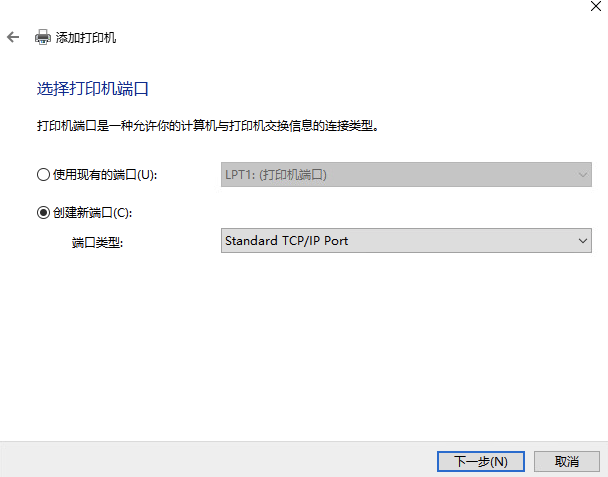 添加打印机
选择打印机端口
打印机端口是一种允许你的计算机与打印机交换信息的连接类型。
使用现有的端口(U): LPT1: (打印机端口)
创建新端口(C):
端口类型: Standard TCP/IP Port
下一步(N) 取消